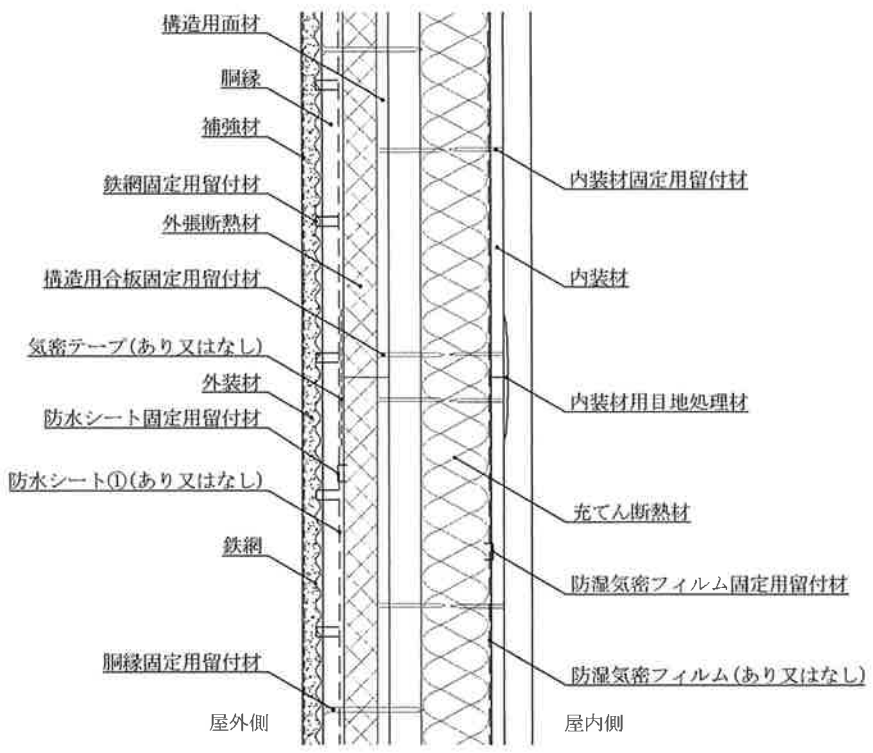 構造用面材
胴縁
補強材
鉄網固定用留付材
外張断熱材
構造用合板固定用留付材
気密テープ(あり又はなし)
外装材
防水シート固定用留付材
防水シート①(あり又はなし)
鉄網
胴縁固定用留付材
屋外側
内装材固定用留付材
内装材
内装材用目地処理材
充てん断熱材
防湿気密フィルム固定用留付材
防湿気密フィルム(あり又はなし)
屋内側